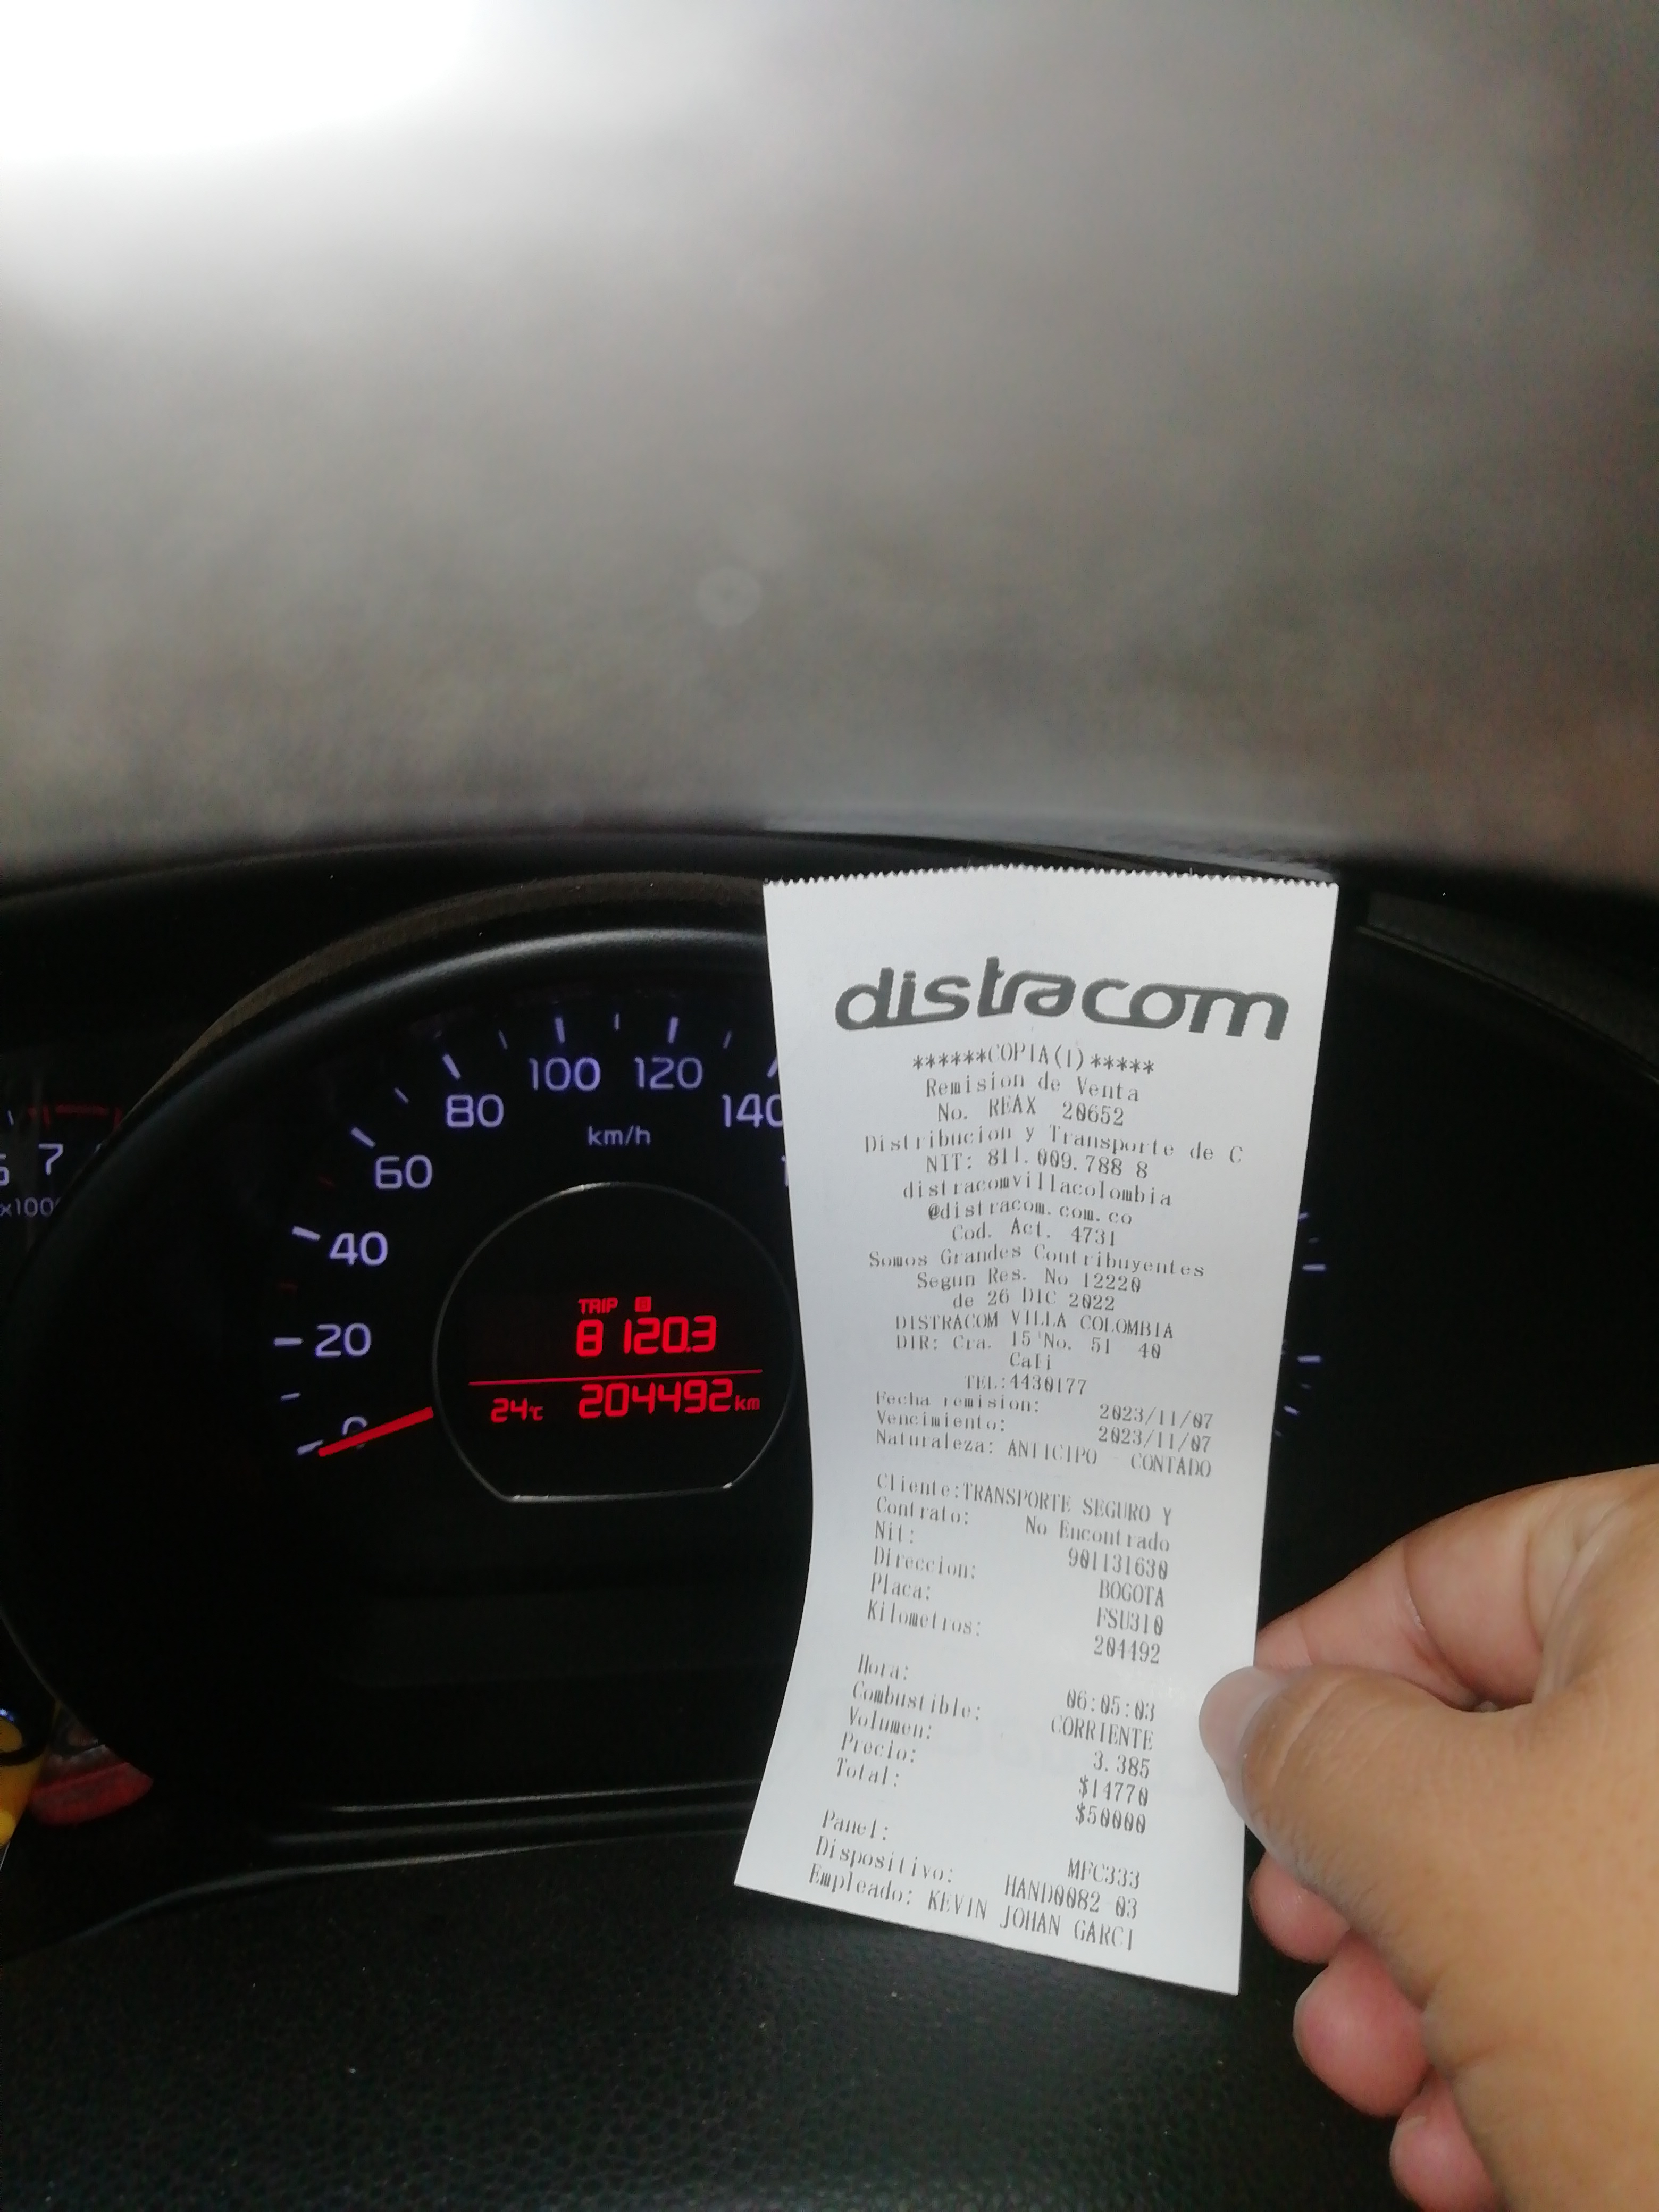 distracom
******COPIA(1)*****
Remision de Venta
No. REAX 20652
Distribucion y Transporte de C
NIT: 811.009.788 8
distracomvillacolombia
@distracom.com.co
Cod. Act. 4731
Somos Grandes Contribuyentes
Segun Res. No 12220
de 26 DIC 2022
DISTRACOM VILLA COLOMBIA
DIR: Cra. 15 No. 51 40
Cali
TEL:4430177
Fecha remision: 2023/11/07
Vencimiento: 2023/11/07
Naturaleza: ANTICIPO - CONTADO
Cliente:TRANSPORTE SEGURO Y
Contrato: No Encontrado
Nit: 901131630
Direccion: BOGOTA
Placa: FSU310
Kilometros: 204492
Hora: 06:05:03
Combustible: CORRIENTE
Volumen: 3.385
Precio: $14770
Total: $50000
Panel: MFC333
Dispositivo: HAND0082-03
Empleado: KEVIN JOHAN GARCI
100 120
80 140
km/h
60
40
20
0
TRIP B
8120.3
24°C 204492km
7
x100